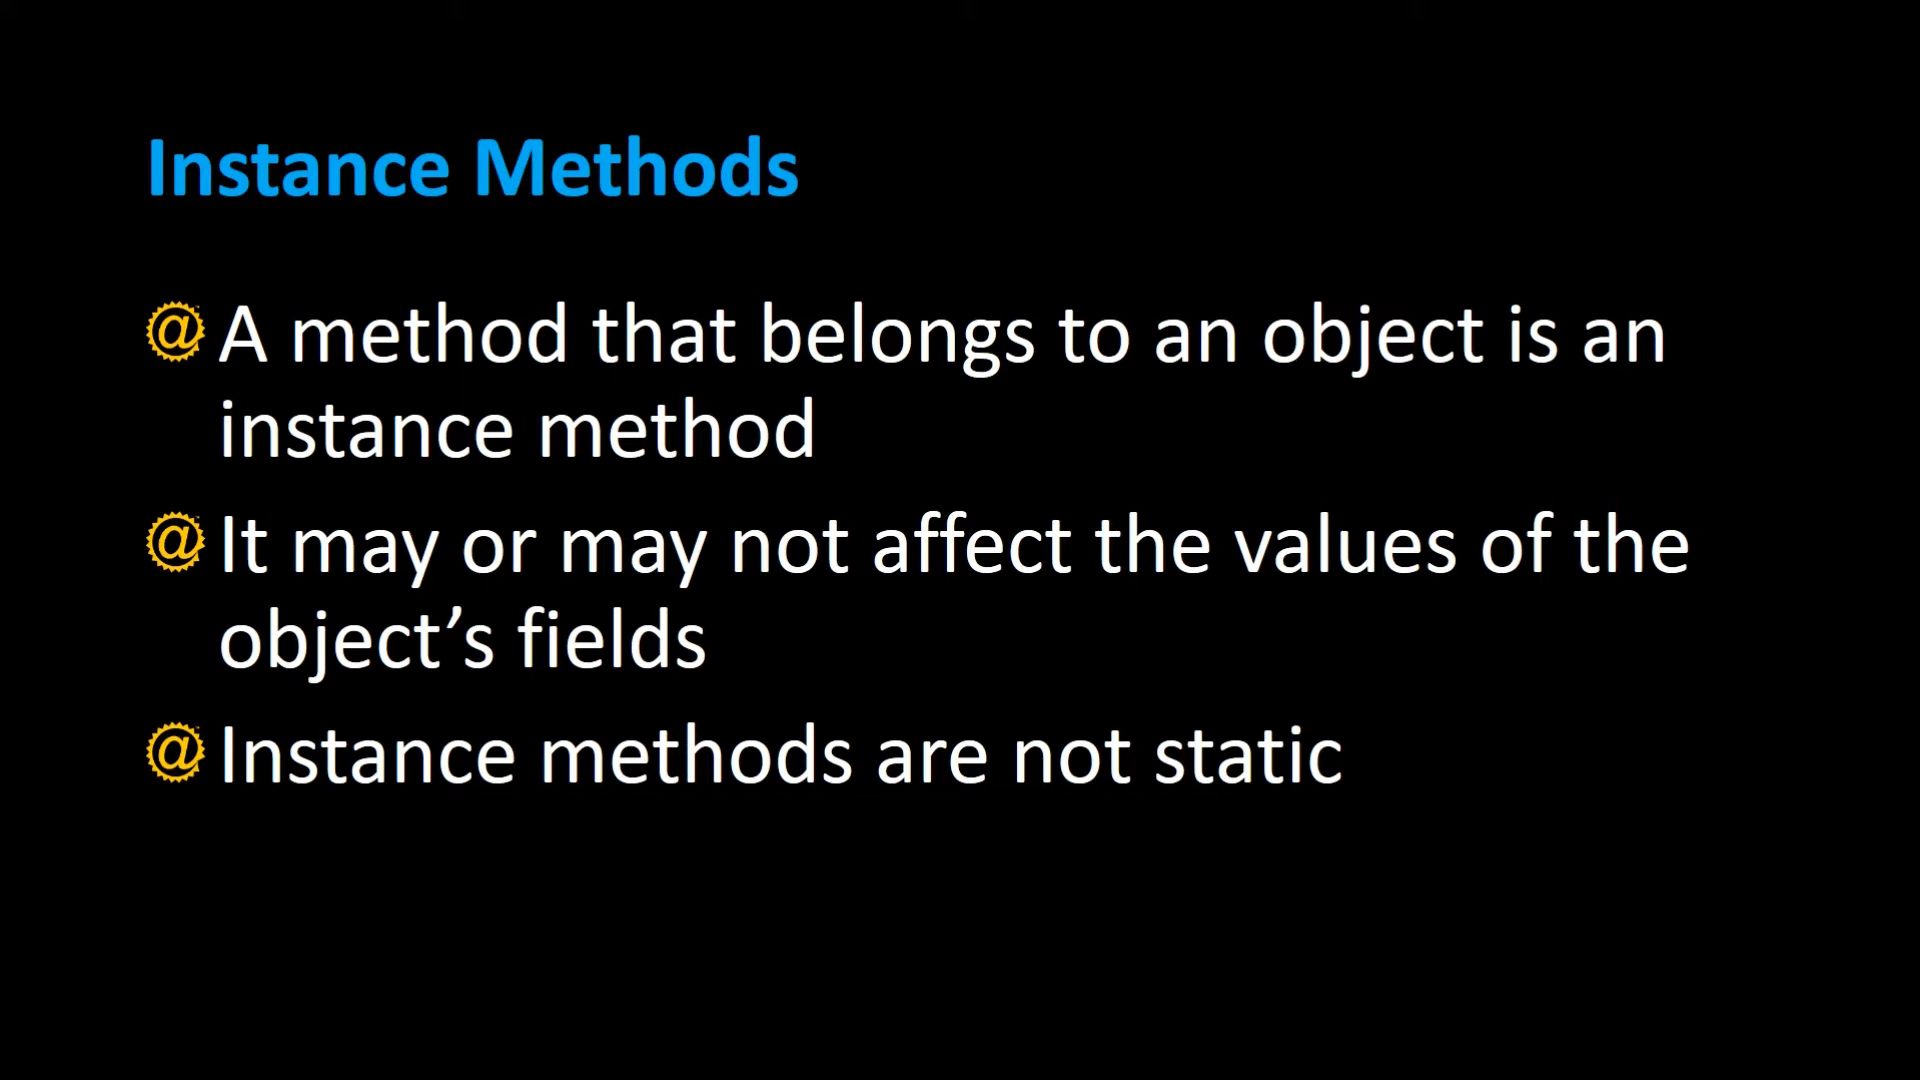 Instance Methods
@ A method that belongs to an object is an
instance method
@ It may or may not affect the values of the
object’s fields
@ Instance methods are not static